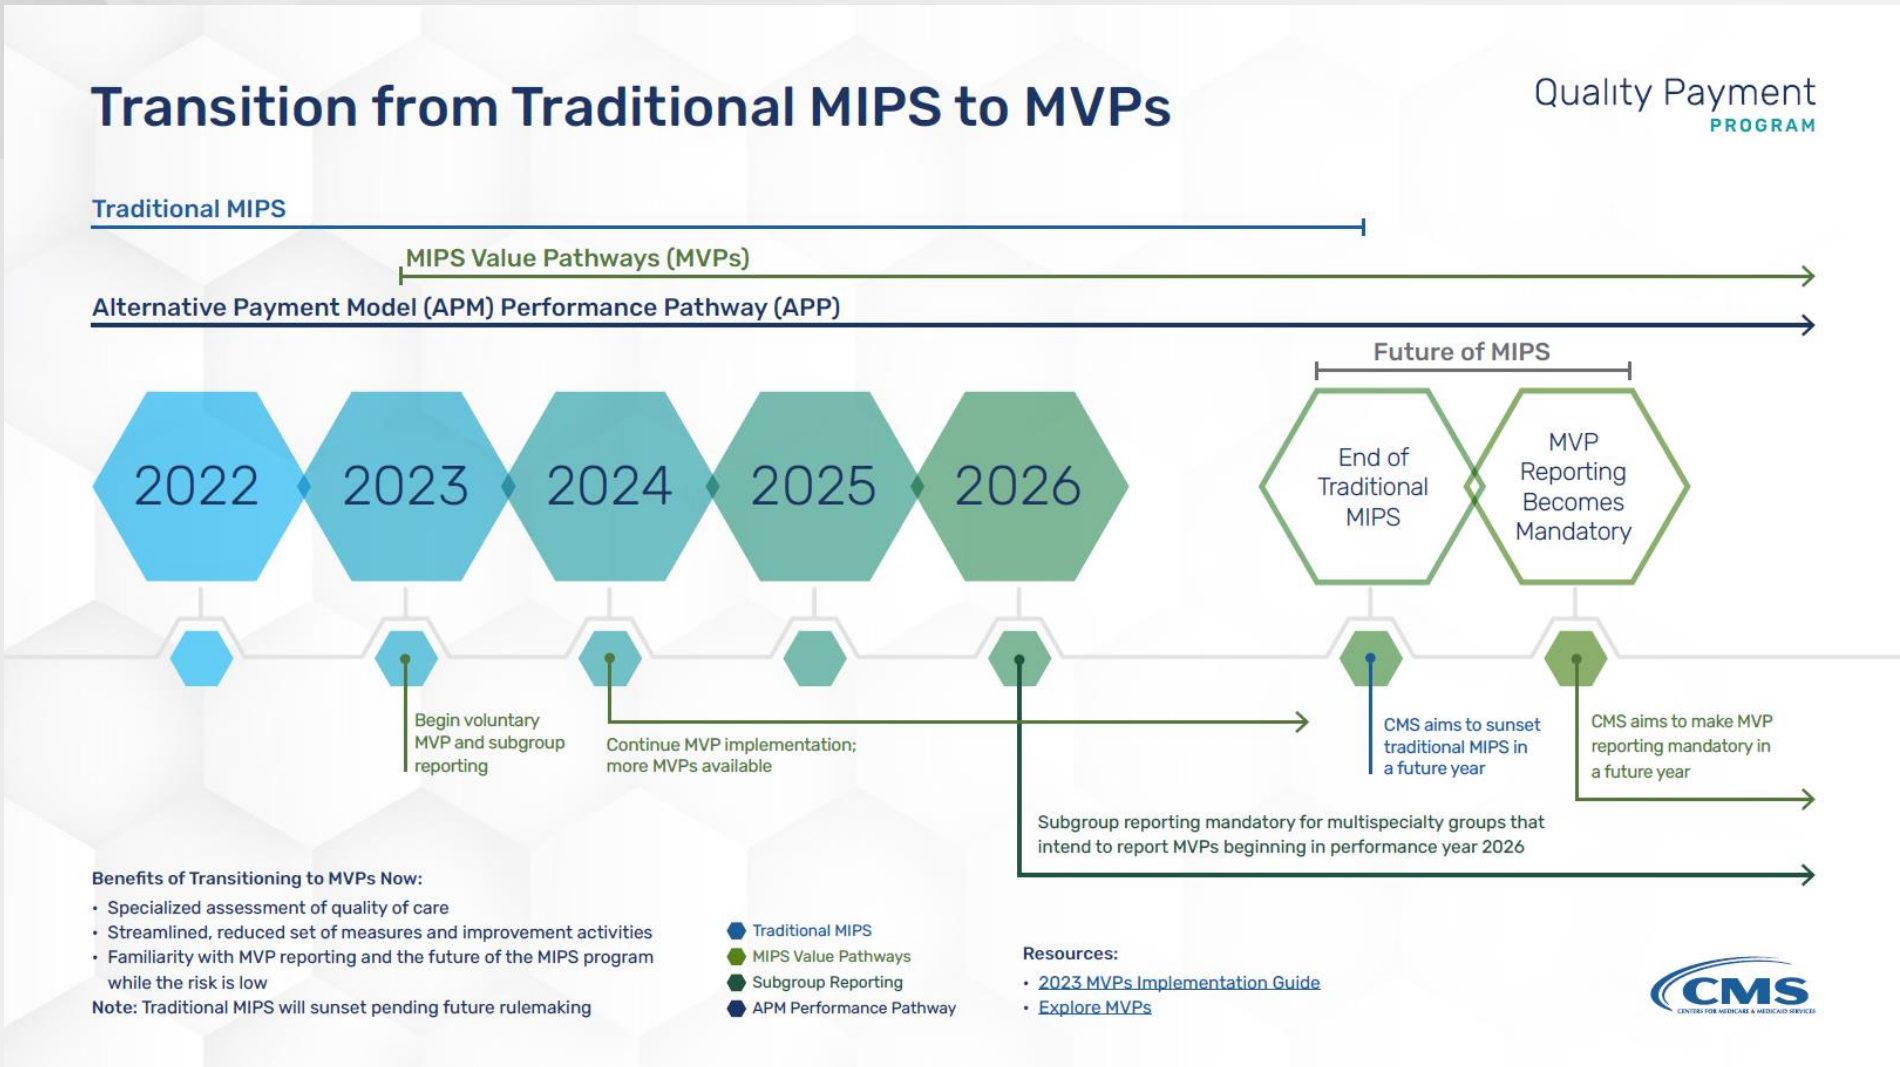 Transition from Traditional MIPS to MVPs
Quality Payment
PROGRAM
Traditional MIPS
MIPS Value Pathways (MVPs)
Alternative Payment Model (APM) Performance Pathway (APP)
Future of MIPS
2022
2023
2024
2025
2026
End of
Traditional
MIPS
MVP
Reporting
Becomes
Mandatory
Begin voluntary
MVP and subgroup
reporting
Continue MVP implementation;
more MVPs available
CMS aims to sunset
traditional MIPS in
a future year
CMS aims to make MVP
reporting mandatory in
a future year
Subgroup reporting mandatory for multispecialty groups that
intend to report MVPs beginning in performance year 2026
Benefits of Transitioning to MVPs Now:
• Specialized assessment of quality of care
• Streamlined, reduced set of measures and improvement activities
• Familiarity with MVP reporting and the future of the MIPS program
while the risk is low
Note: Traditional MIPS will sunset pending future rulemaking
Traditional MIPS
MIPS Value Pathways
Subgroup Reporting
APM Performance Pathway
Resources:
• 2023 MVPs Implementation Guide
• Explore MVPs
CMS
CENTERS FOR MEDICARE & MEDICAID SERVICES